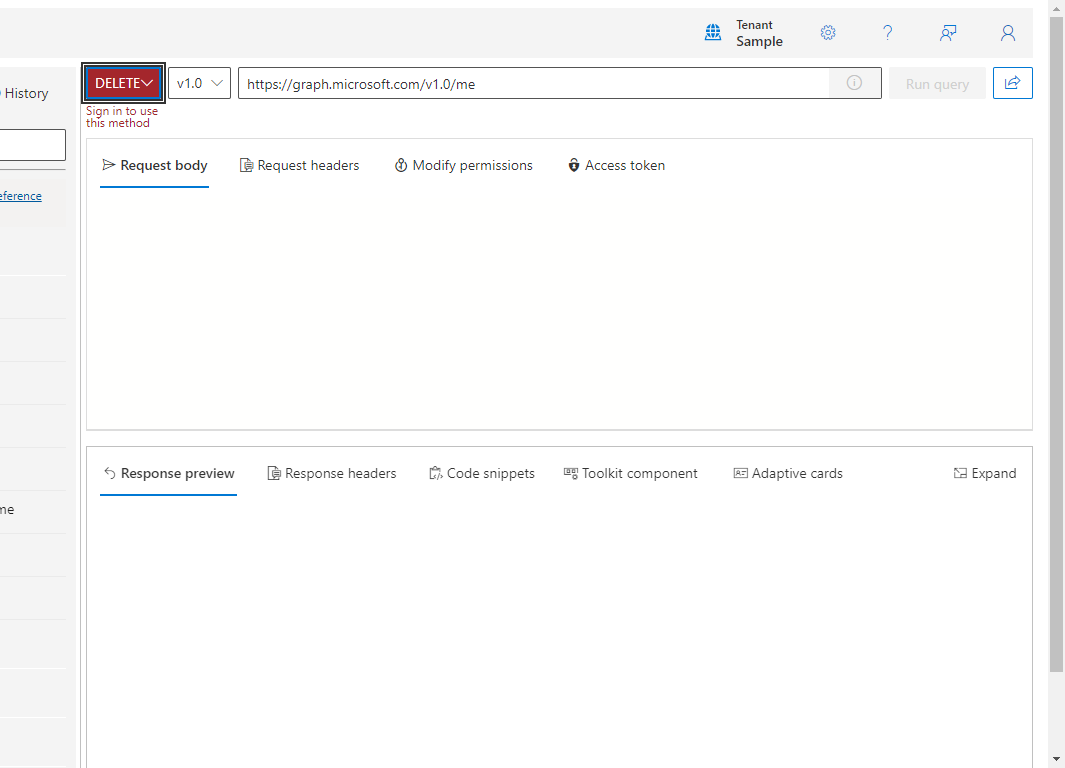 Tenant
Sample
?
History
DELETE
v1.0
https://graph.microsoft.com/v1.0/me
Run query
Sign in to use
this method
Request body
Request headers
Modify permissions
Access token
eference
Response preview
Response headers
Code snippets
Toolkit component
Adaptive cards
Expand
me